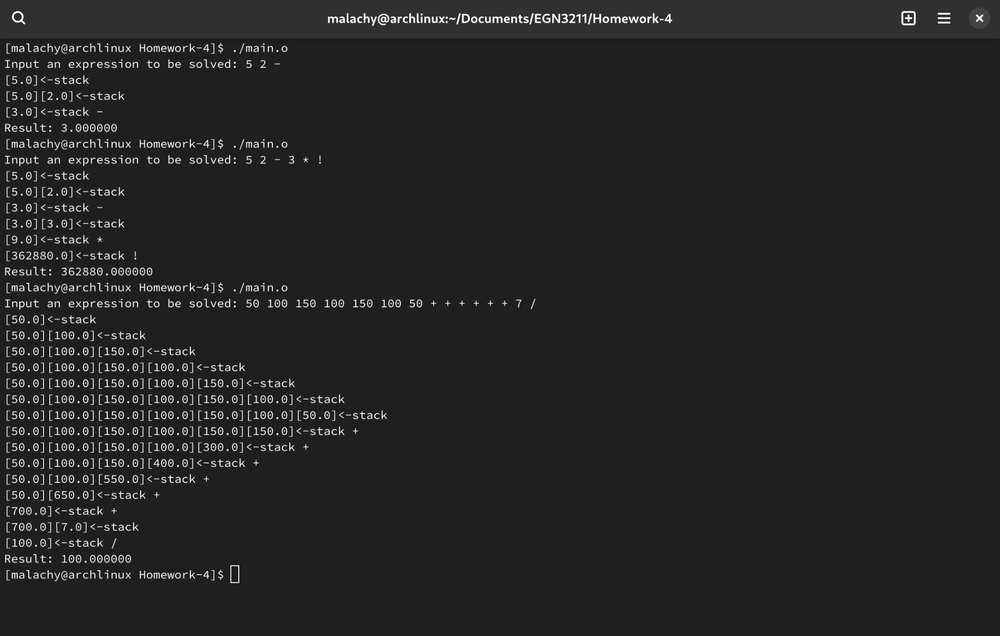 malachy@archlinux:~/Documents/EGN3211/Homework-4
[malachy@archlinux Homework-4]$ ./main.o
Input an expression to be solved: 5 2 -
[5.0]<-stack
[5.0][2.0]<-stack
[3.0]<-stack -
Result: 3.000000
[malachy@archlinux Homework-4]$ ./main.o
Input an expression to be solved: 5 2 - 3 * !
[5.0]<-stack
[5.0][2.0]<-stack
[3.0]<-stack -
[3.0][3.0]<-stack
[9.0]<-stack *
[362880.0]<-stack !
Result: 362880.000000
[malachy@archlinux Homework-4]$ ./main.o
Input an expression to be solved: 50 100 150 100 150 100 50 + + + + + + 7 /
[50.0]<-stack
[50.0][100.0]<-stack
[50.0][100.0][150.0]<-stack
[50.0][100.0][150.0][100.0]<-stack
[50.0][100.0][150.0][100.0][150.0]<-stack
[50.0][100.0][150.0][100.0][150.0][100.0]<-stack
[50.0][100.0][150.0][100.0][150.0][100.0][50.0]<-stack
[50.0][100.0][150.0][100.0][150.0][150.0]<-stack +
[50.0][100.0][150.0][100.0][300.0]<-stack +
[50.0][100.0][150.0][400.0]<-stack +
[50.0][100.0][550.0]<-stack +
[50.0][650.0]<-stack +
[700.0]<-stack +
[700.0][7.0]<-stack
[100.0]<-stack /
Result: 100.000000
[malachy@archlinux Homework-4]$